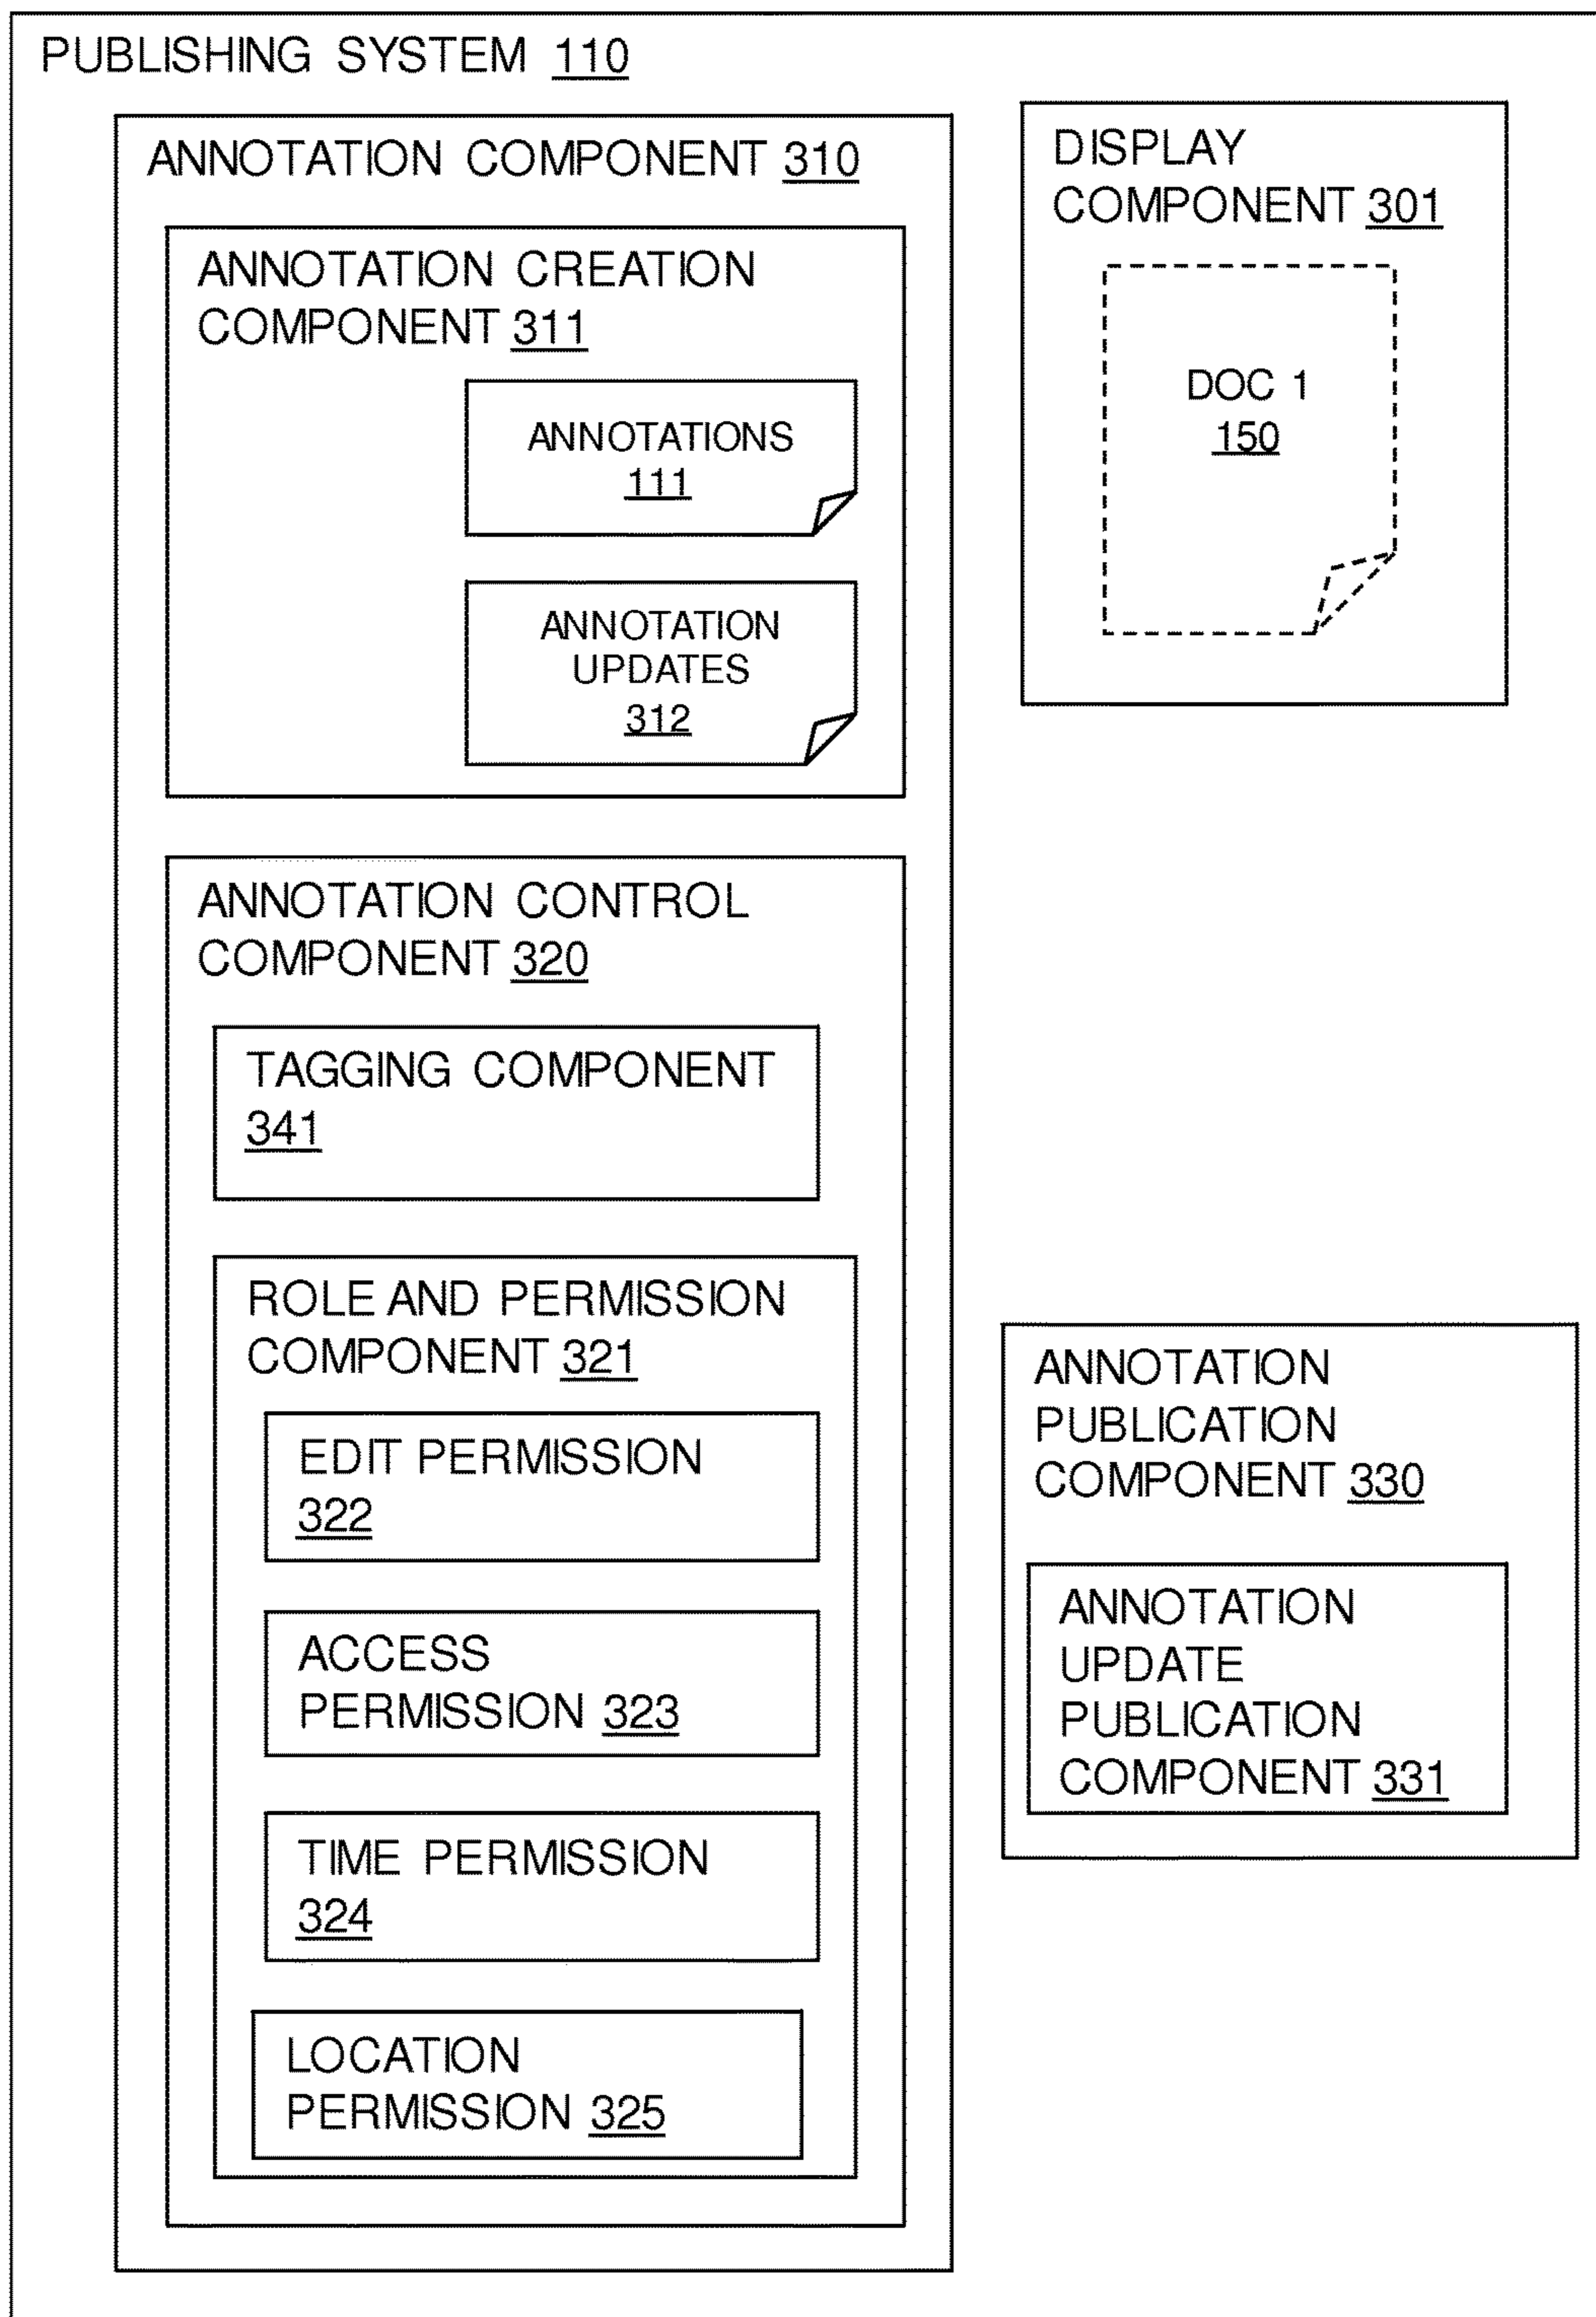 PUBLISHING SYSTEM 110
ANNOTATION COMPONENT 310
ANNOTATION CREATION
COMPONENT 311
ANNOTATIONS
111
ANNOTATION
UPDATES
312
ANNOTATION CONTROL
COMPONENT 320
TAGGING COMPONENT
341
ROLE AND PERMISSION
COMPONENT 321
EDIT PERMISSION
322
ACCESS
PERMISSION 323
TIME PERMISSION
324
LOCATION
PERMISSION 325
DISPLAY
COMPONENT 301
DOC 1
150
ANNOTATION
PUBLICATION
COMPONENT 330
ANNOTATION
UPDATE
PUBLICATION
COMPONENT 331